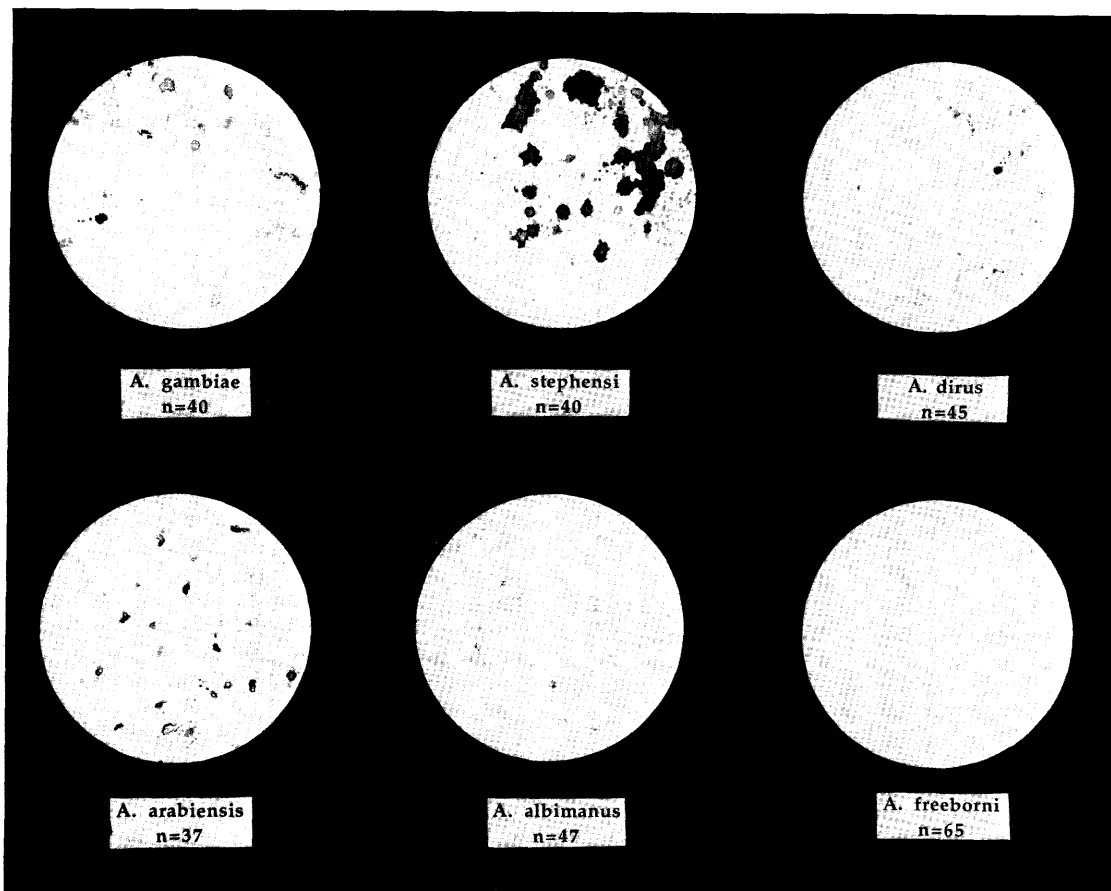 A. gambiae
n=40
A. stephensi
n=40
A. dirus
n=45
A. arabiensis
n=37
A. albimanus
n=47
A. freeborni
n=65